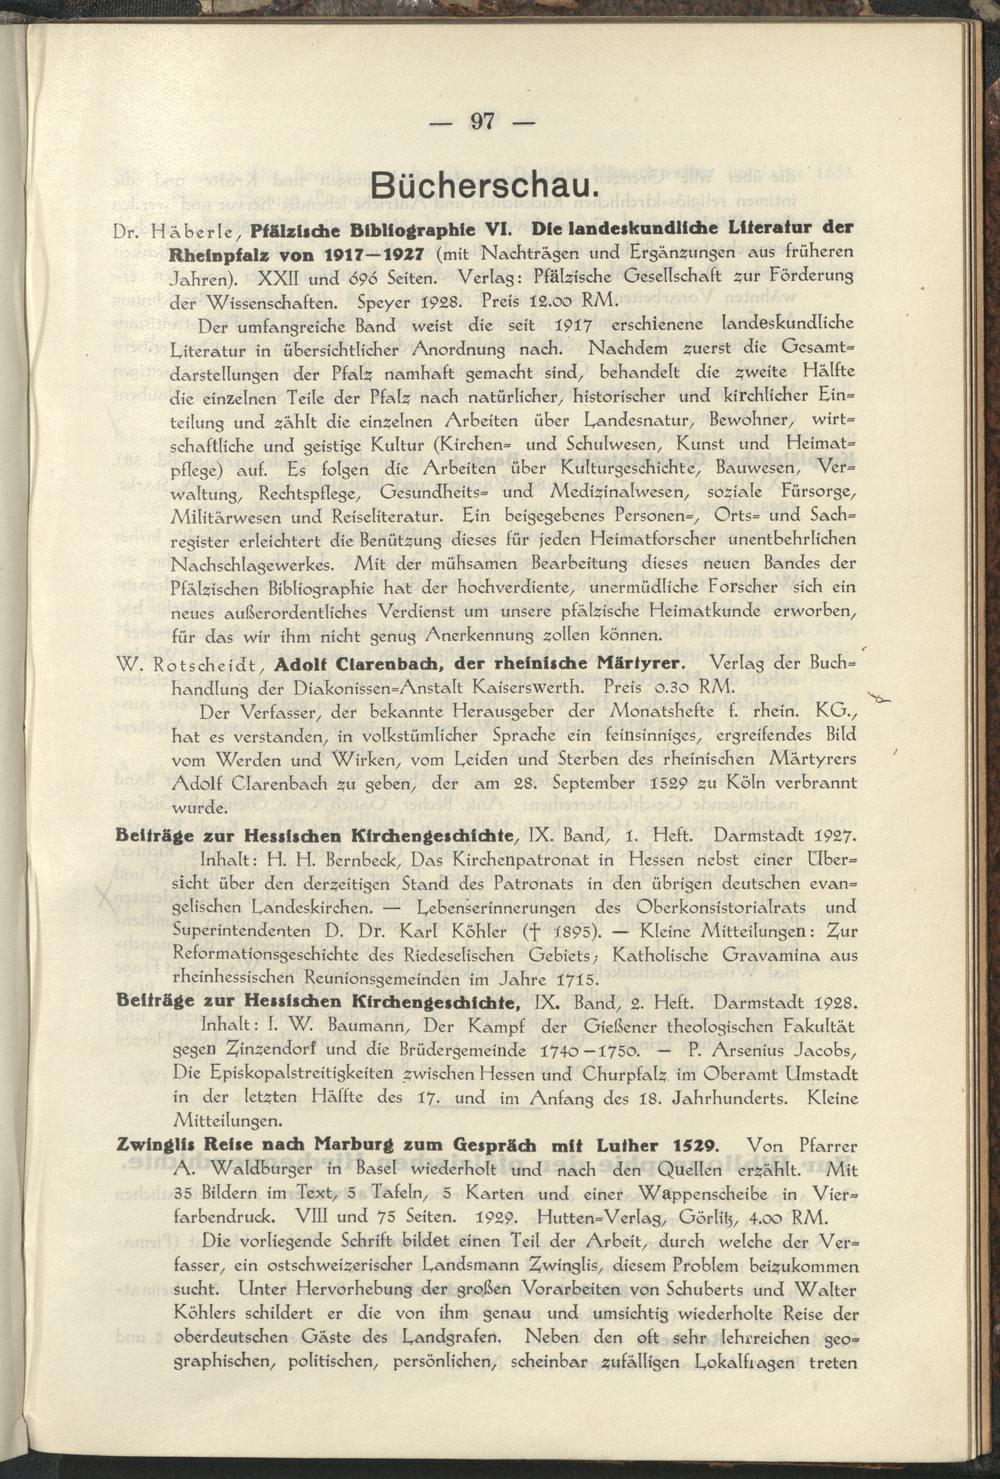 — 97 —
Bücherschau.
Dr. Häberle, Pfälzische Bibliographie VI. Die landeskundliche Literatur der
Rheinpfalz von 1917—1927 (mit Nachträgen und Ergänzungen aus früheren
Jahren). XXII und 696 Seiten. Verlag: Pfälzische Gesellschaft zur Förderung
der Wissenschaften. Speyer 1928. Preis 12.00 RM.
Der umfangreiche Band weist die seit 1917 erschienene landeskundliche
Literatur in übersichtlicher Anordnung nach. Nachdem zuerst die Gesamt=
darstellungen der Pfalz namhaft gemacht sind, behandelt die zweite Hälfte
die einzelnen Teile der Pfalz nach natürlicher, historischer und kirchlicher Ein=
teilung und zählt die einzelnen Arbeiten über Landesnatur, Bewohner, wirt=
schaftliche und geistige Kultur (Kirchen= und Schulwesen, Kunst und Heimat=
pflege) auf. Es folgen die Arbeiten über Kulturgeschichte, Bauwesen, Ver=
waltung, Rechtspflege, Gesundheits= und Medizinalwesen, soziale Fürsorge,
Militärwesen und Reiseliteratur. Ein beigegebenes Personen=, Orts= und Sach=
register erleichtert die Benützung dieses für jeden Heimatforscher unentbehrlichen
Nachschlagewerkes. Mit der mühsamen Bearbeitung dieses neuen Bandes der
Pfälzischen Bibliographie hat der hochverdiente, unermüdliche Forscher sich ein
neues außerordentliches Verdienst um unsere pfälzische Heimatkunde erworben,
für das wir ihm nicht genug Anerkennung zollen können.
W. Rotscheidt, Adolf Clarenbach, der rheinische Märtyrer. Verlag der Buch=
handlung der Diakonissen=Anstalt Kaiserswerth. Preis 0.30 RM.
Der Verfasser, der bekannte Herausgeber der Monatshefte f. rhein. KG.,
hat es verstanden, in volkstümlicher Sprache ein feinsinniges, ergreifendes Bild
vom Werden und Wirken, vom Leiden und Sterben des rheinischen Märtyrers
Adolf Clarenbach zu geben, der am 28. September 1529 zu Köln verbrannt
wurde.
Beiträge zur Hessischen Kirchengeschichte, IX. Band, 1. Heft. Darmstadt 1927.
Inhalt: H. H. Bernbeck, Das Kirchenpatronat in Hessen nebst einer Über=
sicht über den derzeitigen Stand des Patronats in den übrigen deutschen evan=
gelischen Landeskirchen. — Lebenserinnerungen des Oberkonsistorialrats und
Superintendenten D. Dr. Karl Köhler († 1895). — Kleine Mitteilungen: Zur
Reformationsgeschichte des Riedeselischen Gebiets; Katholische Gravamina aus
rheinhessischen Reunionsgemeinden im Jahre 1715.
Beiträge zur Hessischen Kirchengeschichte, IX. Band, 2. Heft. Darmstadt 1928.
Inhalt: I. W. Baumann, Der Kampf der Gießener theologischen Fakultät
gegen Zinzendorf und die Brüdergemeinde 1740—1750. — P. Arsenius Jacobs,
Die Episkopalstreitigkeiten zwischen Hessen und Churpfalz im Oberamt Umstadt
in der letzten Hälfte des 17. und im Anfang des 18. Jahrhunderts. Kleine
Mitteilungen.
Zwinglis Reise nach Marburg zum Gespräch mit Luther 1529. Von Pfarrer
A. Waldburger in Basel wiederholt und nach den Quellen erzählt. Mit
35 Bildern im Text, 5 Tafeln, 5 Karten und einer Wappenscheibe in Vier=
farbendruck. VIII und 75 Seiten. 1929. Hutten=Verlag, Görlitz, 4.00 RM.
Die vorliegende Schrift bildet einen Teil der Arbeit, durch welche der Ver=
fasser, ein ostschweizerischer Landsmann Zwinglis, diesem Problem beizukommen
sucht. Unter Hervorhebung der großen Vorarbeiten von Schuberts und Walter
Köhlers schildert er die von ihm genau und umsichtig wiederholte Reise der
oberdeutschen Gäste des Landgrafen. Neben den oft sehr lehrreichen geo=
graphischen, politischen, persönlichen, scheinbar zufälligen Lokalfragen treten